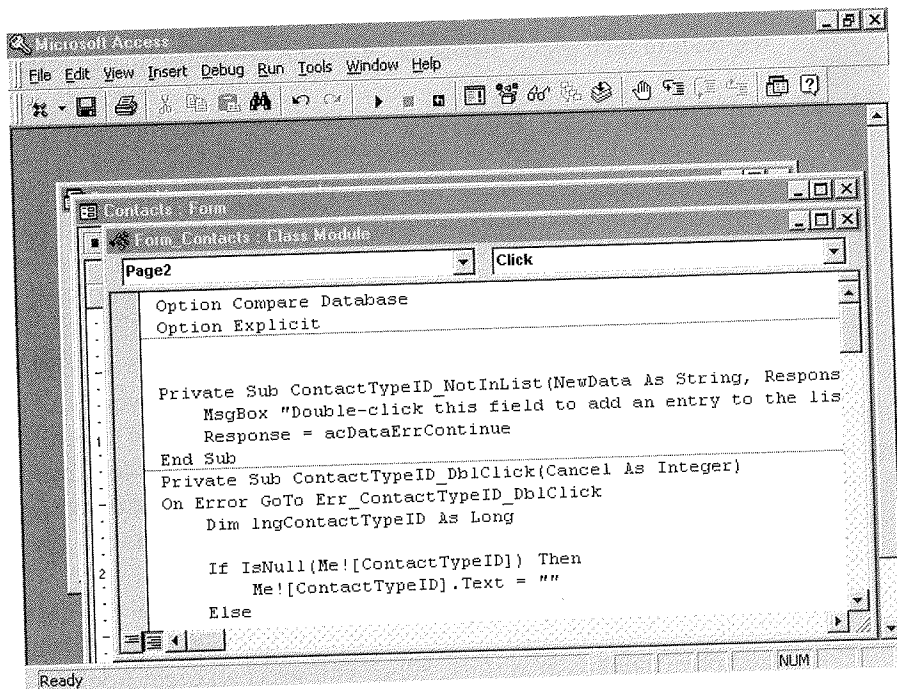 Microsoft Access
File Edit View Insert Debug Run Tools Window Help
Contacts : Form
Form_Contacts : Class Module
Page2 Click
Option Compare Database
Option Explicit
Private Sub ContactTypeID_NotInList(NewData As String, Respons
MsgBox "Double-click this field to add an entry to the lis
Response = acDataErrContinue
End Sub
Private Sub ContactTypeID_DblClick(Cancel As Integer)
On Error GoTo Err_ContactTypeID_DblClick
Dim lngContactTypeID As Long
If IsNull(Me![ContactTypeID]) Then
Me![ContactTypeID].Text = ""
Else
1
2
Ready NUM